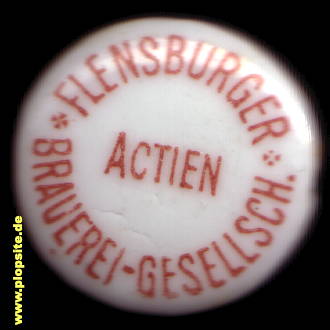 * FLENSBURGER *
ACTIEN
BRAUEREI-GESELLSCH.
www.plopsite.de